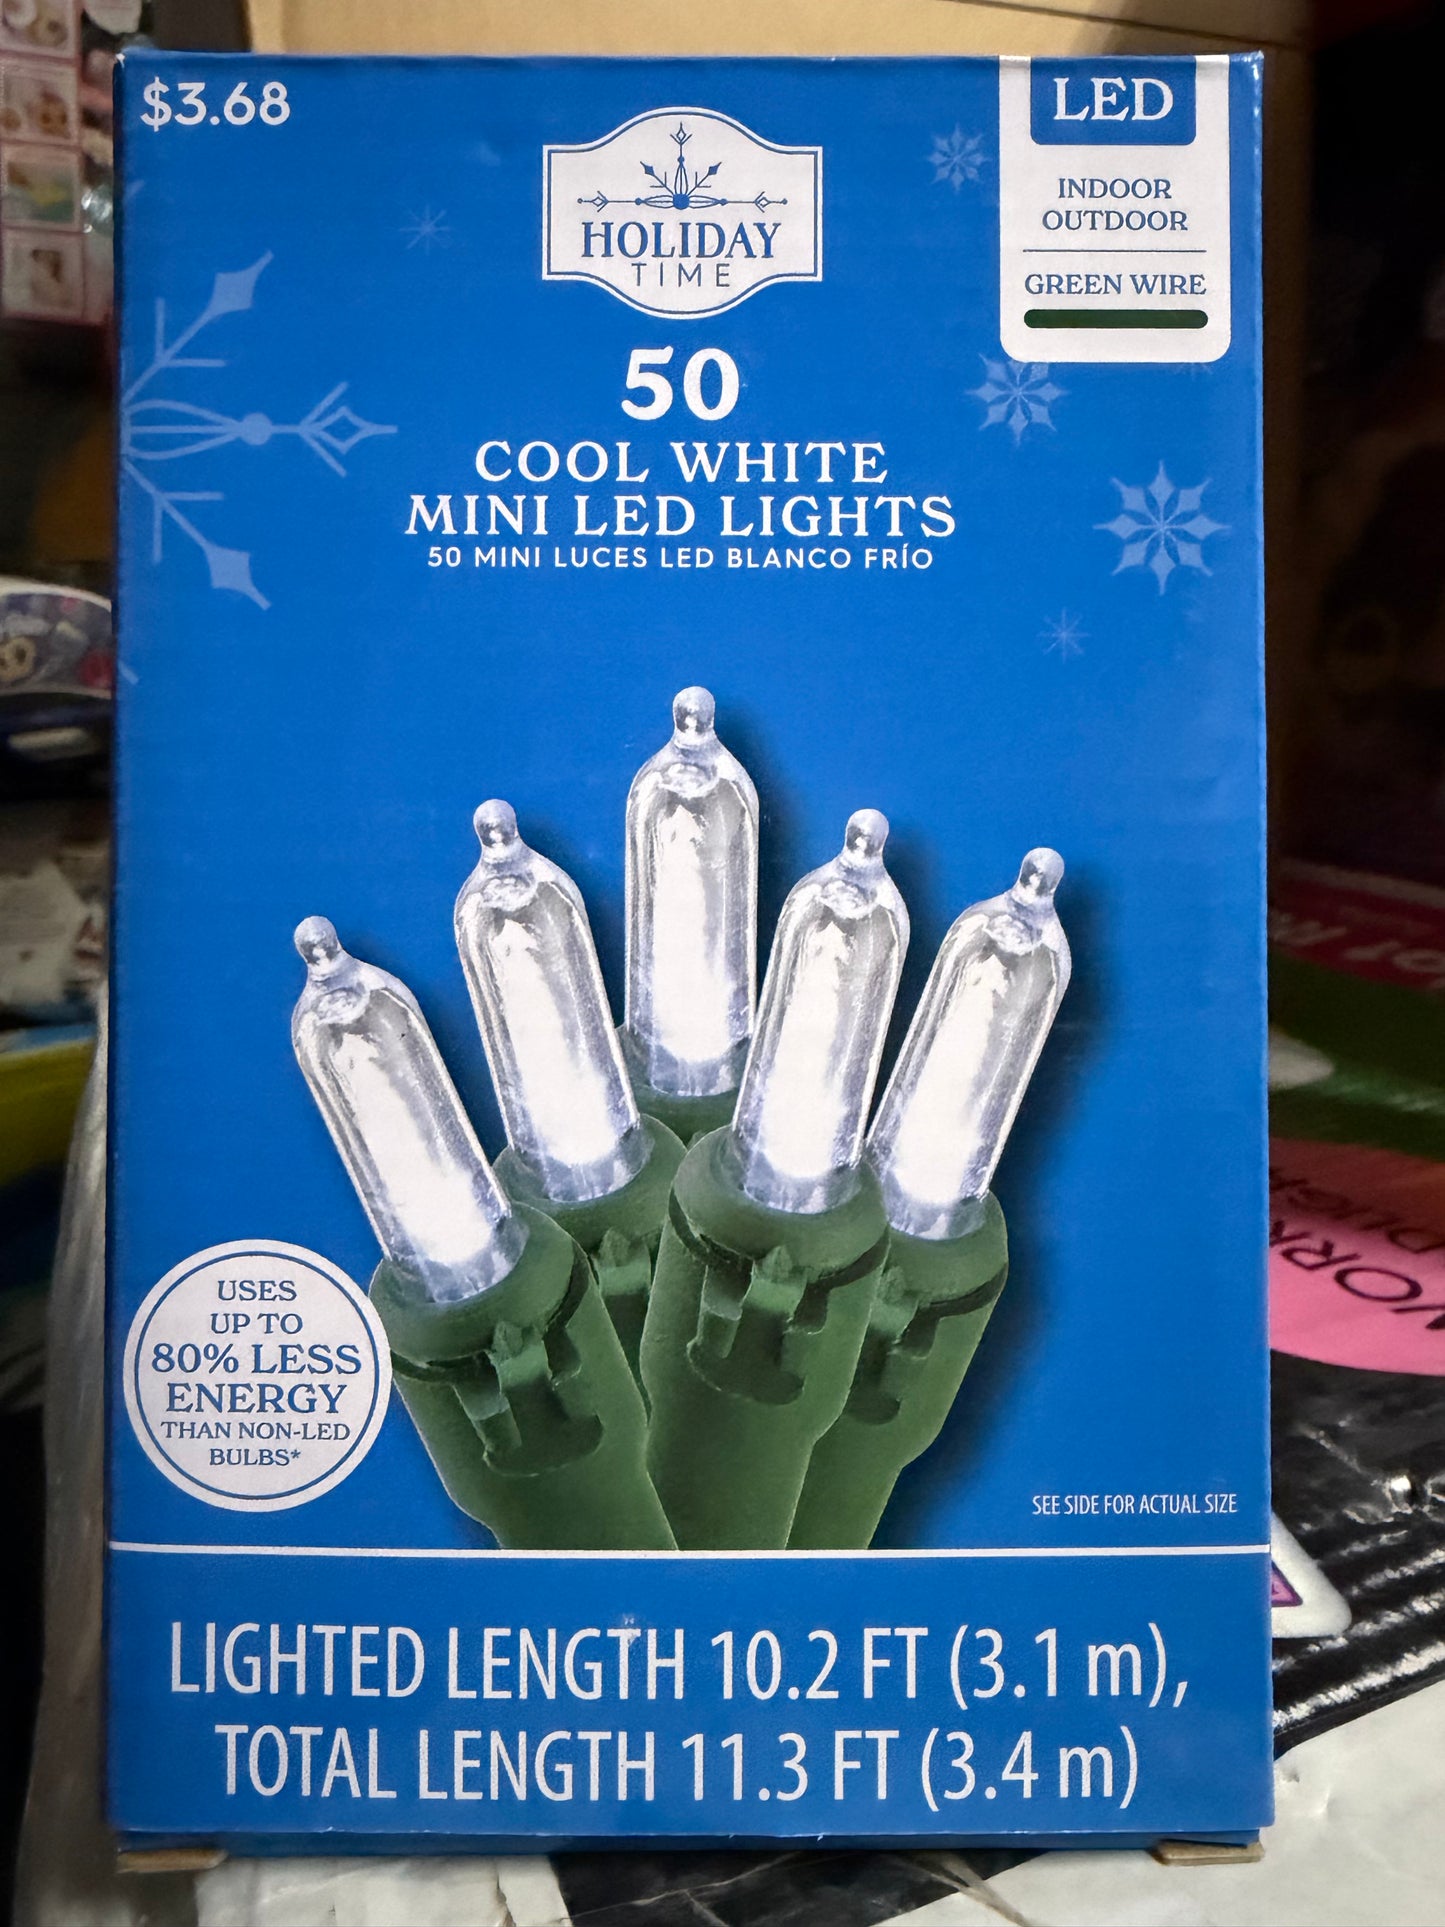 $3.68
HOLIDAY
TIME
LED
INDOOR
OUTDOOR
GREEN WIRE
50
COOL WHITE
MINI LED LIGHTS
50 MINI LUCES LED BLANCO FRÍO
USES
UP TO
80% LESS
ENERGY
THAN NON-LED
BULBS*
SEE SIDE FOR ACTUAL SIZE
LIGHTED LENGTH 10.2 FT (3.1 m),
TOTAL LENGTH 11.3 FT (3.4 m)